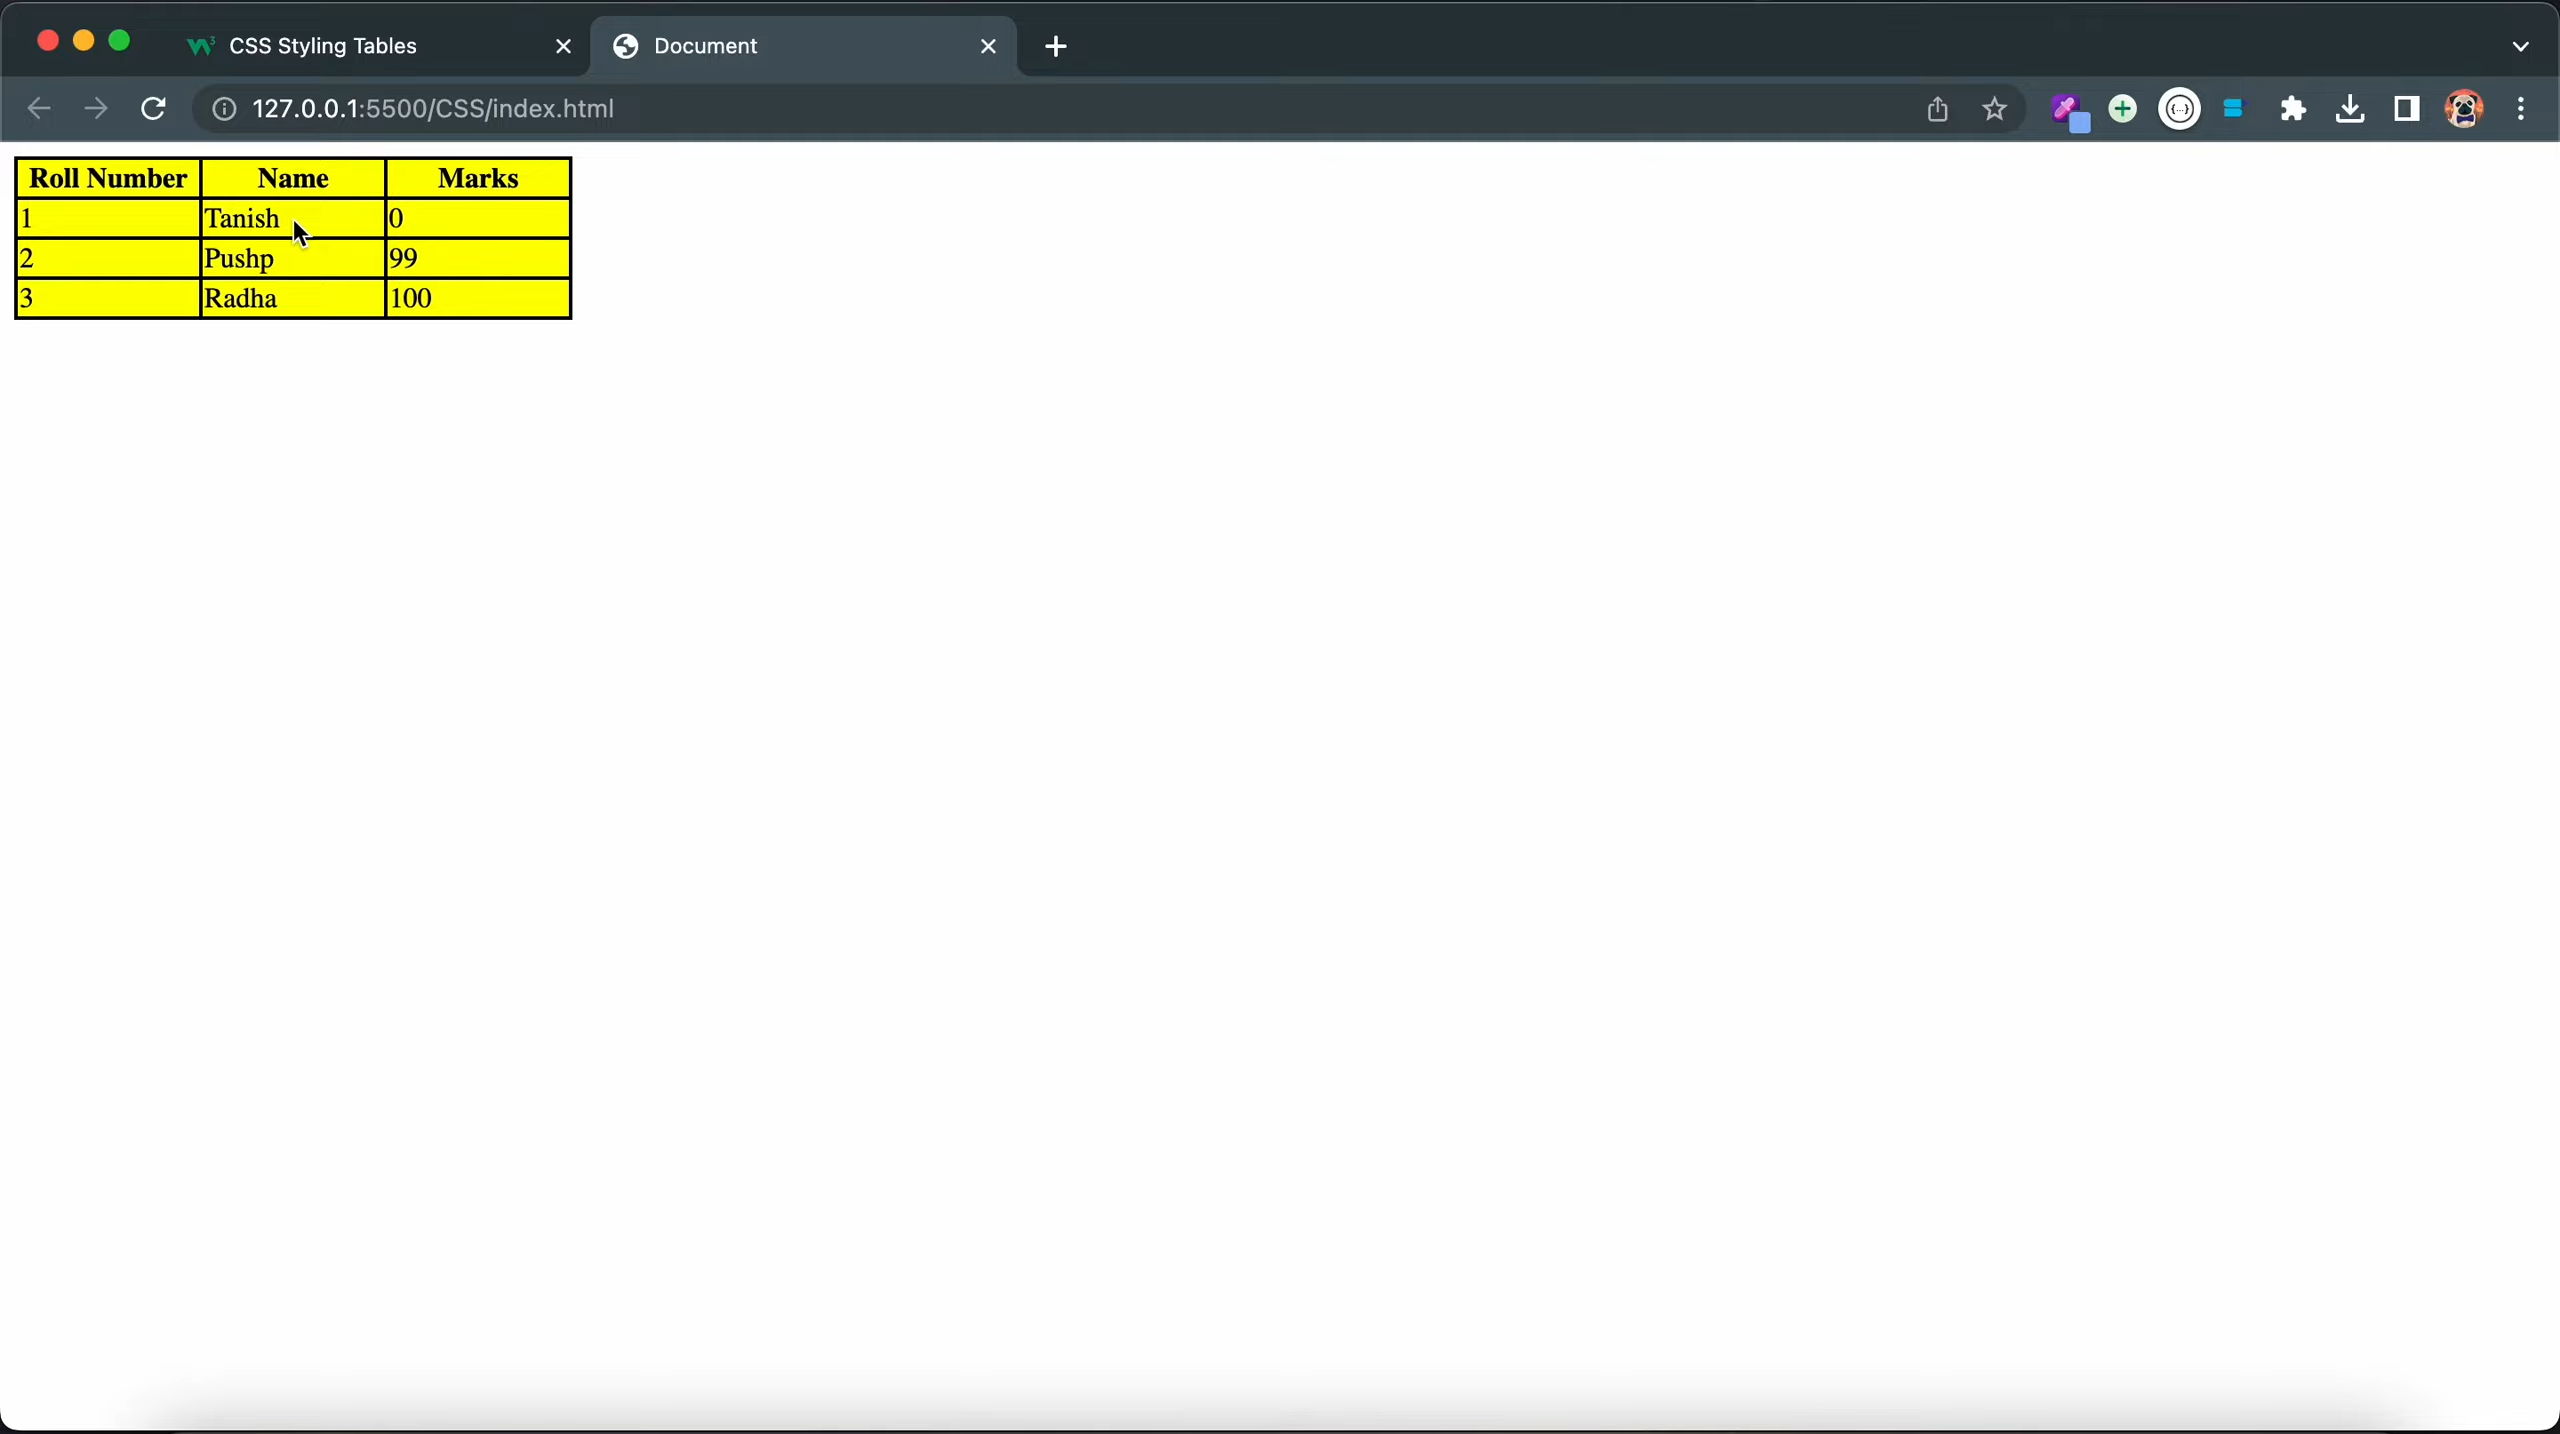 CSS Styling Tables
Document
127.0.0.1:5500/CSS/index.html
Roll Number Name Marks
1 Tanish 0
2 Pushp 99
3 Radha 100